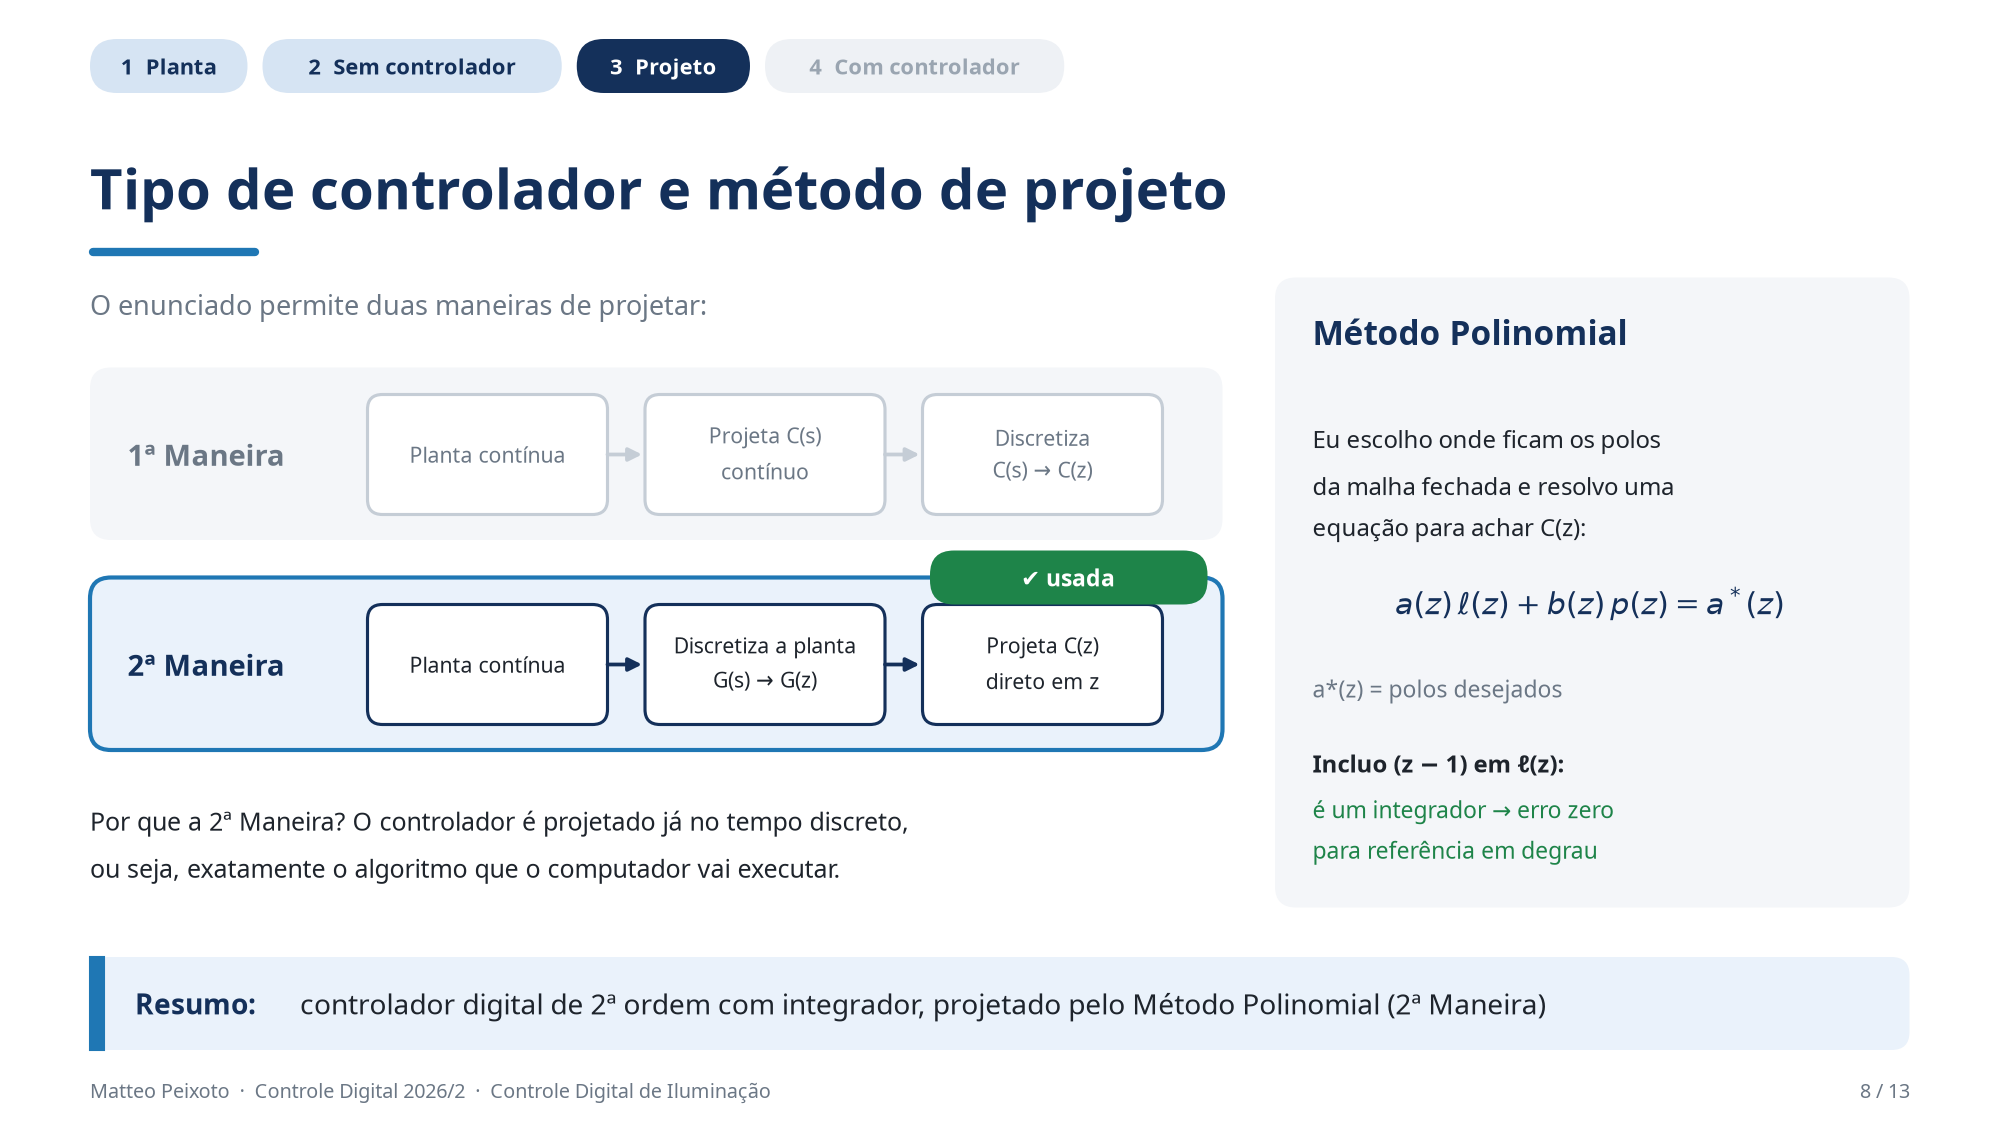 1 Planta
2 Sem controlador
3 Projeto
4 Com controlador
Tipo de controlador e método de projeto
O enunciado permite duas maneiras de projetar:
1ª Maneira
Planta contínua
Projeta C(s)
contínuo
Discretiza
C(s) → C(z)
✔ usada
2ª Maneira
Planta contínua
Discretiza a planta
G(s) → G(z)
Projeta C(z)
direto em z
Por que a 2ª Maneira? O controlador é projetado já no tempo discreto,
ou seja, exatamente o algoritmo que o computador vai executar.
Método Polinomial
Eu escolho onde ficam os polos
da malha fechada e resolvo uma
equação para achar C(z):
a(z) ℓ(z) + b(z) p(z) = a*(z)
a*(z) = polos desejados
Incluo (z − 1) em ℓ(z):
é um integrador → erro zero
para referência em degrau
Resumo: controlador digital de 2ª ordem com integrador, projetado pelo Método Polinomial (2ª Maneira)
Matteo Peixoto · Controle Digital 2026/2 · Controle Digital de Iluminação
8 / 13